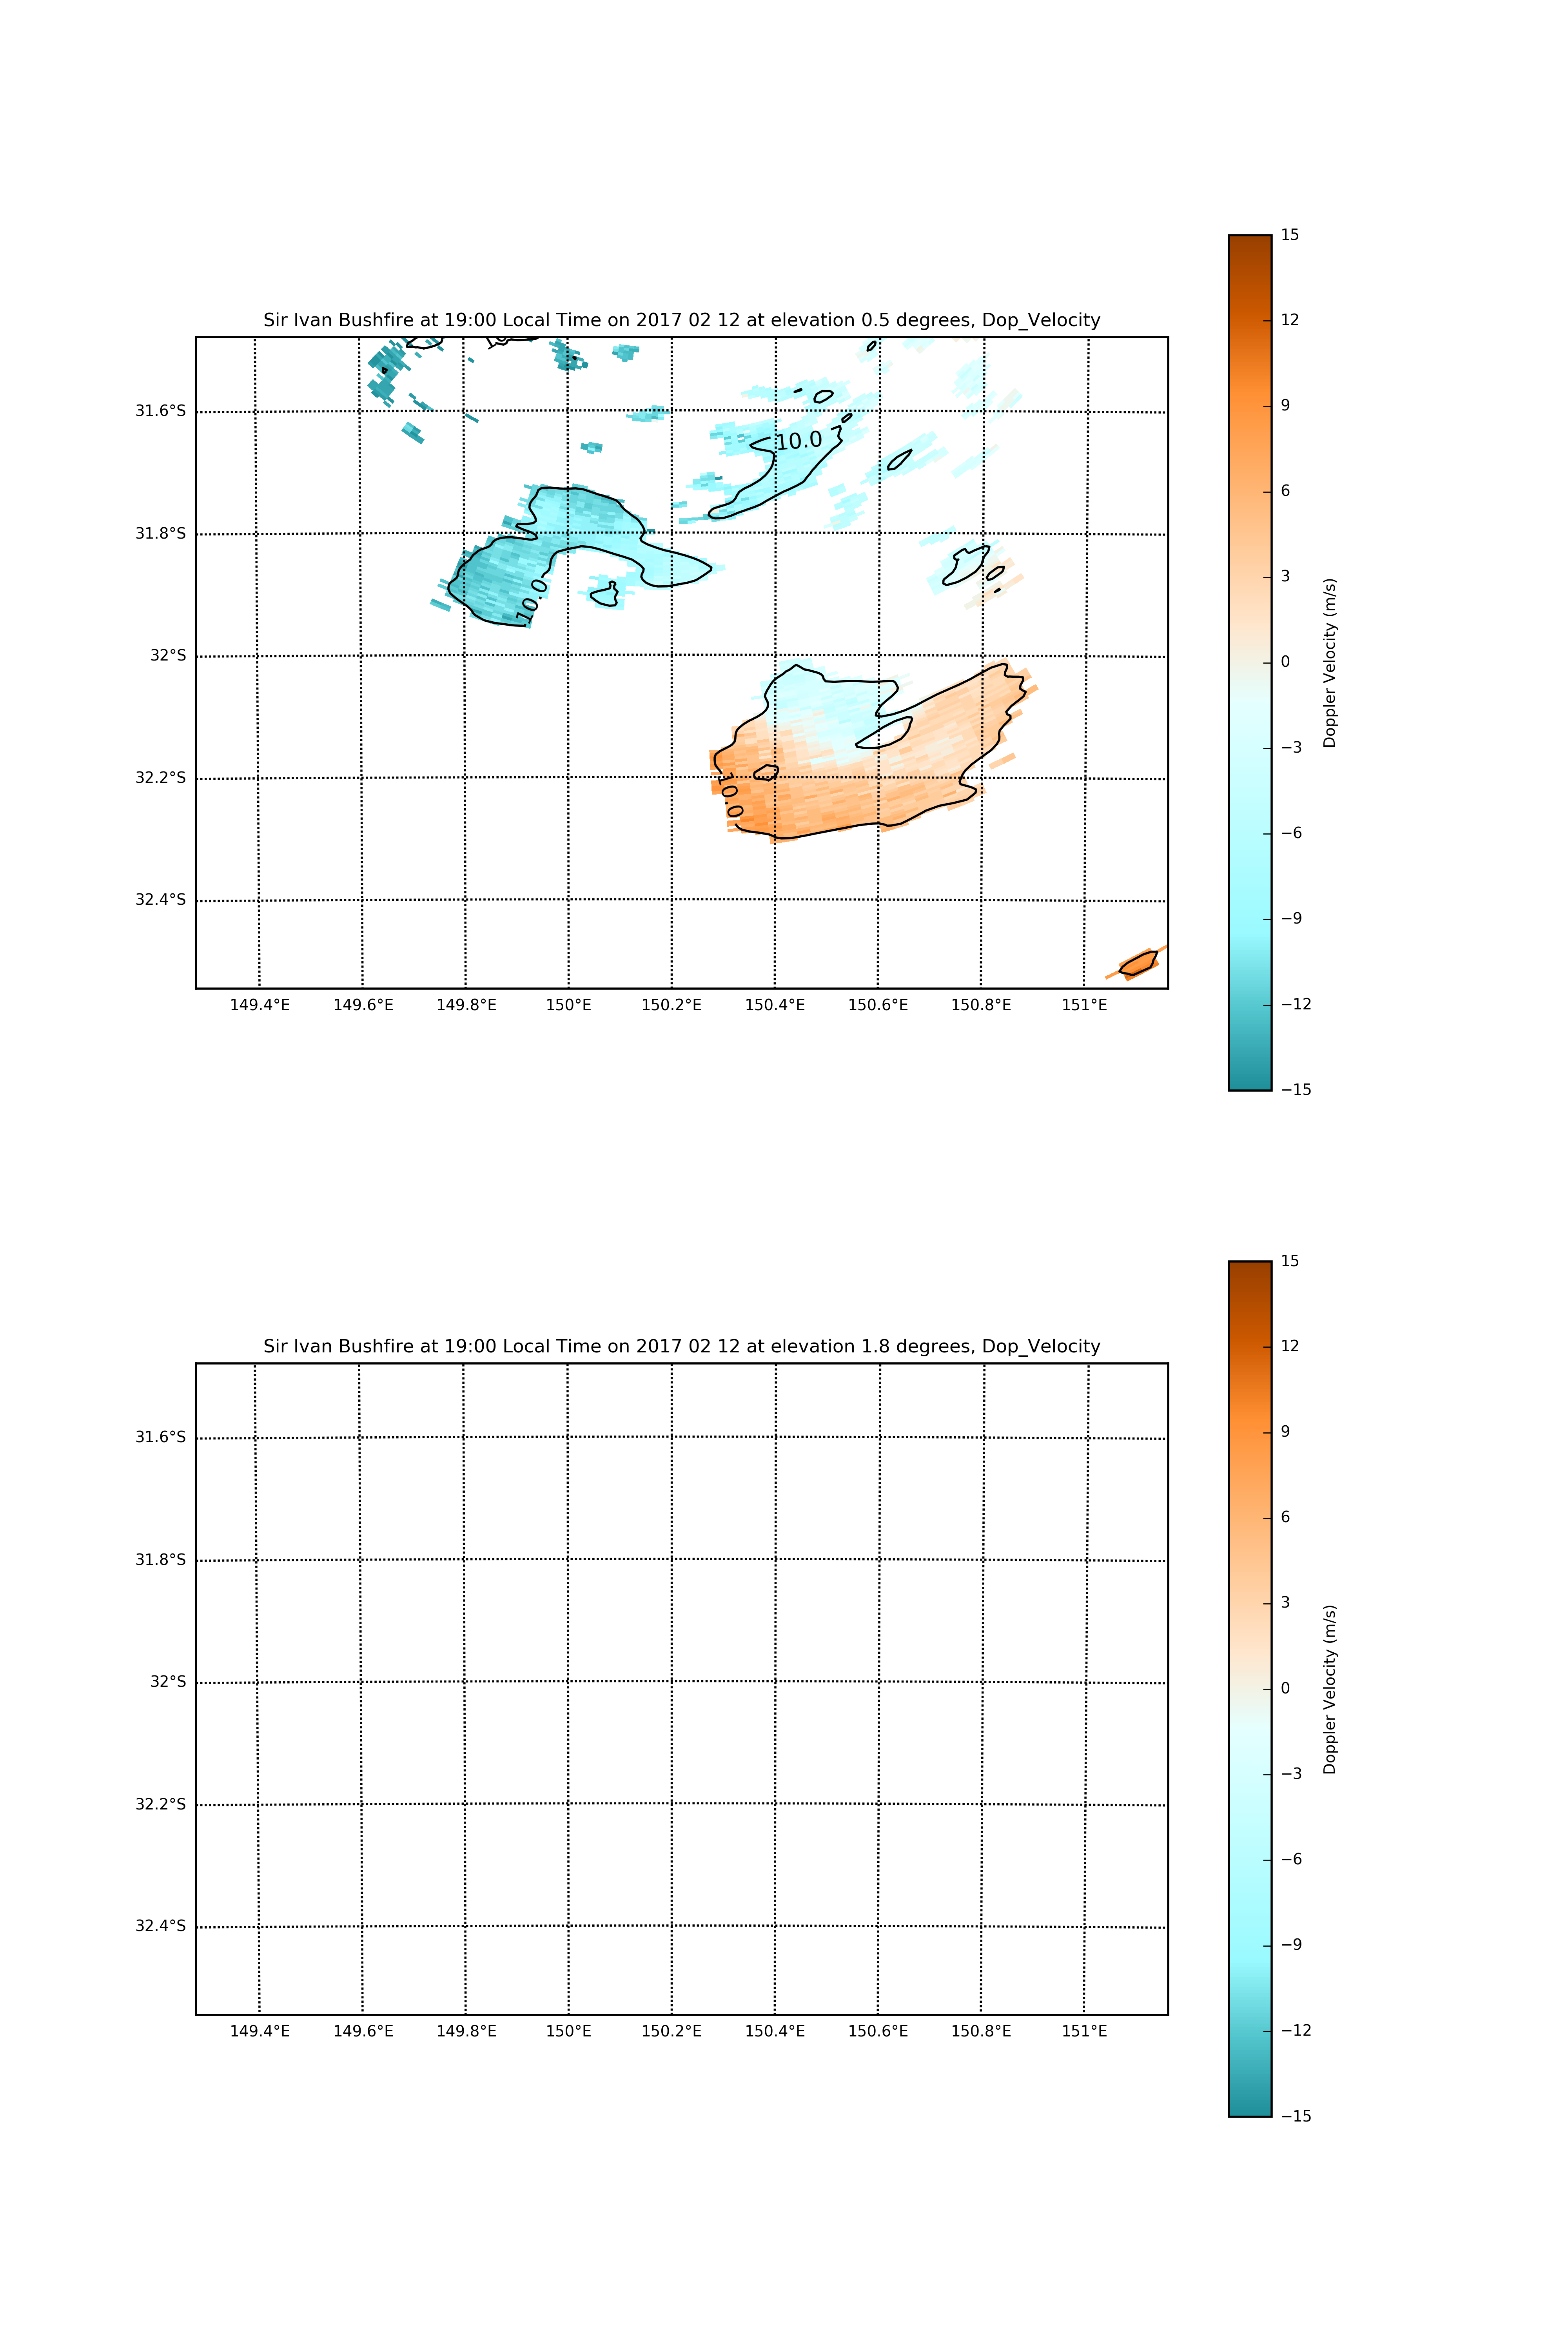 Sir Ivan Bushfire at 19:00 Local Time on 2017 02 12 at elevation 0.5 degrees, Dop_Velocity
31.6°S
31.8°S
32°S
32.2°S
32.4°S
10.0
10.0
10.0
149.4°E 149.6°E 149.8°E 150°E 150.2°E 150.4°E 150.6°E 150.8°E 151°E
15
12
9
6
3
0
−3
−6
−9
−12
−15
Doppler Velocity (m/s)
Sir Ivan Bushfire at 19:00 Local Time on 2017 02 12 at elevation 1.8 degrees, Dop_Velocity
31.6°S
31.8°S
32°S
32.2°S
32.4°S
149.4°E 149.6°E 149.8°E 150°E 150.2°E 150.4°E 150.6°E 150.8°E 151°E
15
12
9
6
3
0
−3
−6
−9
−12
−15
Doppler Velocity (m/s)